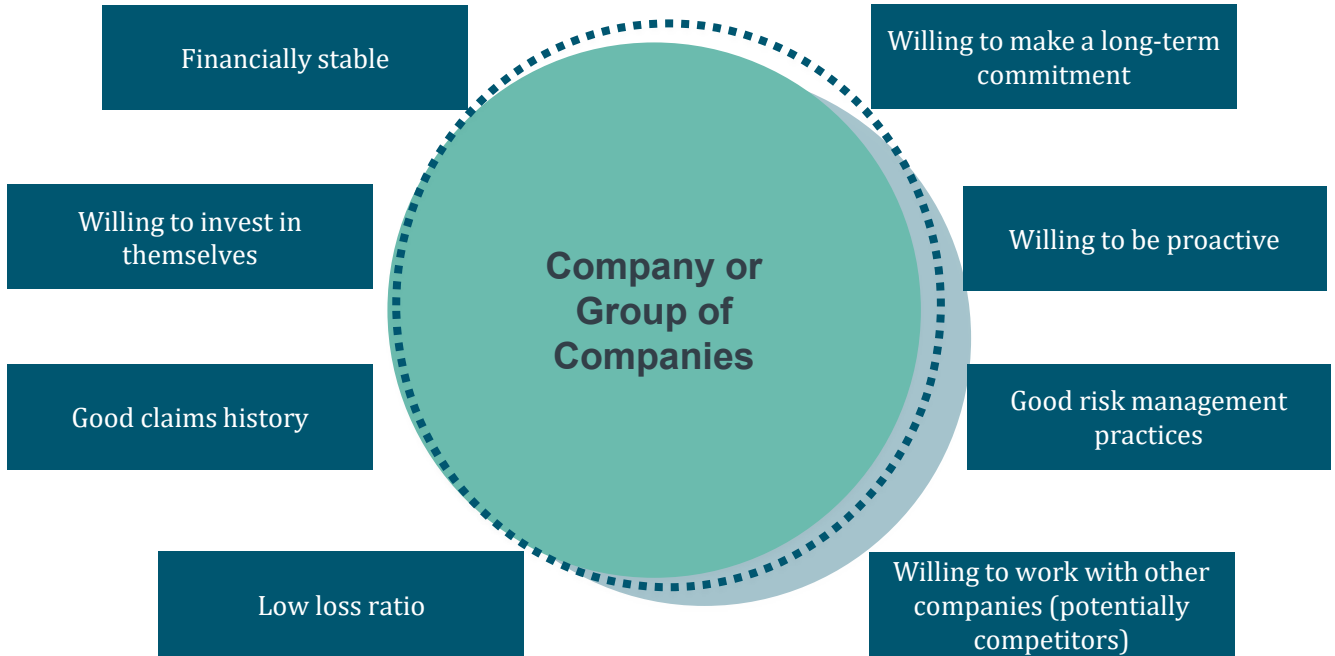 Financially stable
Willing to make a long-term
commitment
Willing to invest in
themselves
Willing to be proactive
Company or
Group of
Companies
Good claims history
Good risk management
practices
Low loss ratio
Willing to work with other
companies (potentially
competitors)